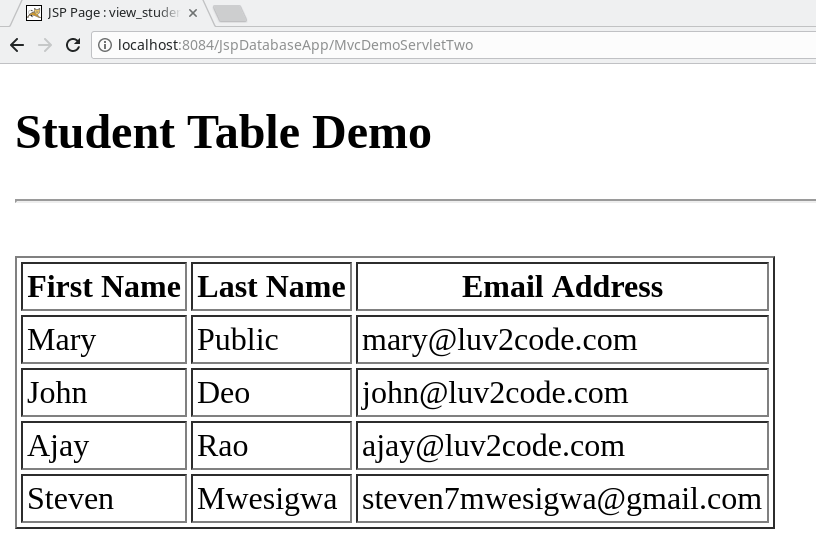 JSP Page : view_studen
localhost:8084/JspDatabaseApp/MvcDemoServletTwo
Student Table Demo
First Name Last Name Email Address
Mary Public mary@luv2code.com
John Deo john@luv2code.com
Ajay Rao ajay@luv2code.com
Steven Mwesigwa steven7mwesigwa@gmail.com